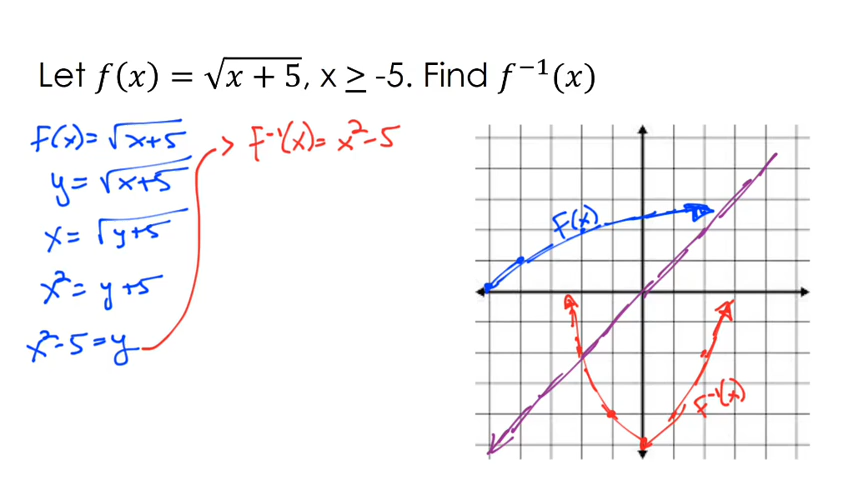 Let f(x) = √(x + 5), x ≥ -5. Find f⁻¹(x)
F(x) = √(x+5)
y = √(x+5)
x = √(y+5)
x² = y+5
x²-5 = y
F⁻¹(x) = x²-5
F(x)
F⁻¹(x)